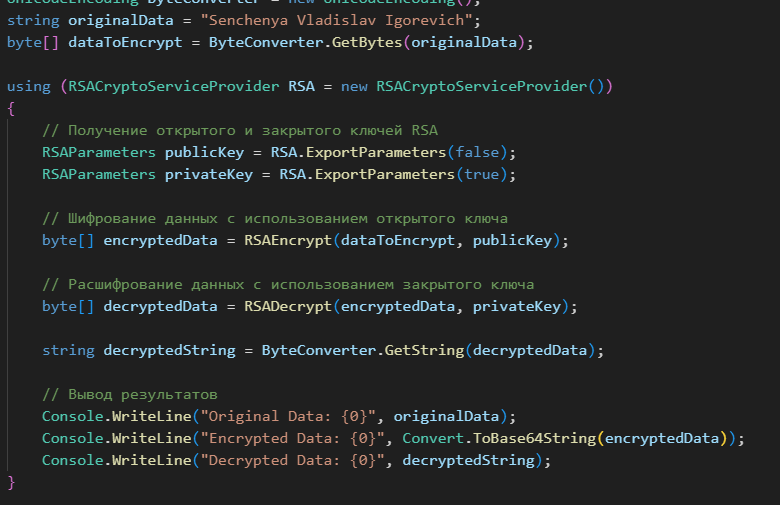 UnicodeEncoding ByteConverter = new UnicodeEncoding();
string originalData = "Senchenya Vladislav Igorevich";
byte[] dataToEncrypt = ByteConverter.GetBytes(originalData);
using (RSACryptoServiceProvider RSA = new RSACryptoServiceProvider())
{
// Получение открытого и закрытого ключей RSA
RSAParameters publicKey = RSA.ExportParameters(false);
RSAParameters privateKey = RSA.ExportParameters(true);
// Шифрование данных с использованием открытого ключа
byte[] encryptedData = RSAEncrypt(dataToEncrypt, publicKey);
// Расшифрование данных с использованием закрытого ключа
byte[] decryptedData = RSADecrypt(encryptedData, privateKey);
string decryptedString = ByteConverter.GetString(decryptedData);
// Вывод результатов
Console.WriteLine("Original Data: {0}", originalData);
Console.WriteLine("Encrypted Data: {0}", Convert.ToBase64String(encryptedData));
Console.WriteLine("Decrypted Data: {0}", decryptedString);
}